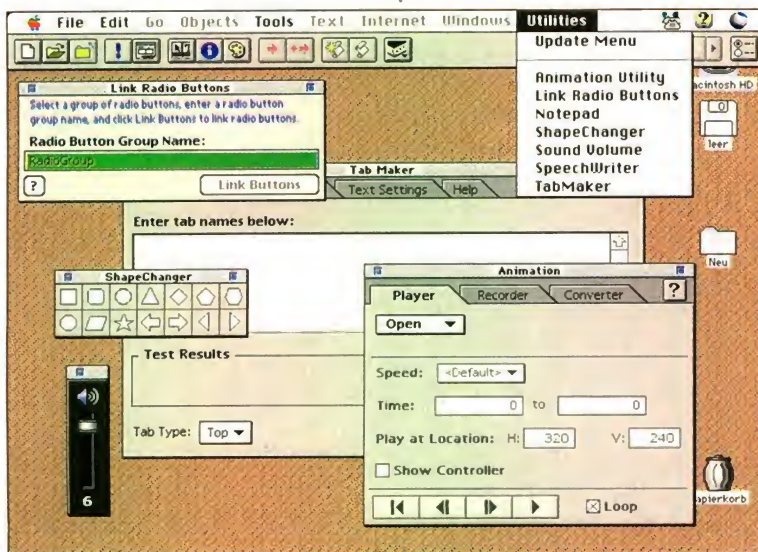 File Edit Go Objects Tools Text Internet Windows Utilities
Update Menu
Animation Utility
Link Radio Buttons
Notepad
ShapeChanger
Sound Volume
SpeechWriter
TabMaker
Link Radio Buttons
Select a group of radio buttons, enter a radio button
group name, and click Link Buttons to link radio buttons.
Radio Button Group Name:
RadioGroup
?
Link Buttons
Tab Maker
Text Settings Help
Enter tab names below:
ShapeChanger
Test Results
Tab Type: Top
6
Animation
Player Recorder Converter ?
Open
Speed: <Default>
Time: 0 to 0
Play at Location: H: 320 V: 240
Show Controller
Loop
acintosh HD
leer
Neu
apierkorb